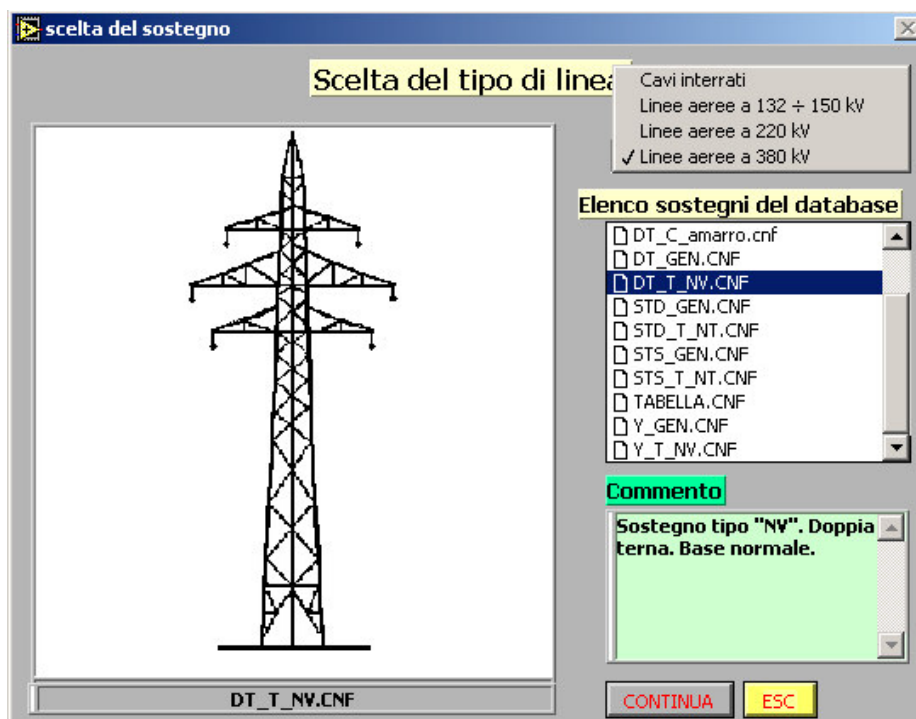 scelta del sostegno
Scelta del tipo di linea
Cavi interrati
Linee aeree a 132 ÷ 150 kV
Linee aeree a 220 kV
✓ Linee aeree a 380 kV
Elenco sostegni del database
DT_C_amarro.cnf
DT_GEN.CNF
DT_T_NV.CNF
STD_GEN.CNF
STD_T_NT.CNF
STS_GEN.CNF
STS_T_NT.CNF
TABELLA.CNF
Y_GEN.CNF
Y_T_NV.CNF
Commento
Sostegno tipo "NV". Doppia
terna. Base normale.
DT_T_NV.CNF
CONTINUA
ESC